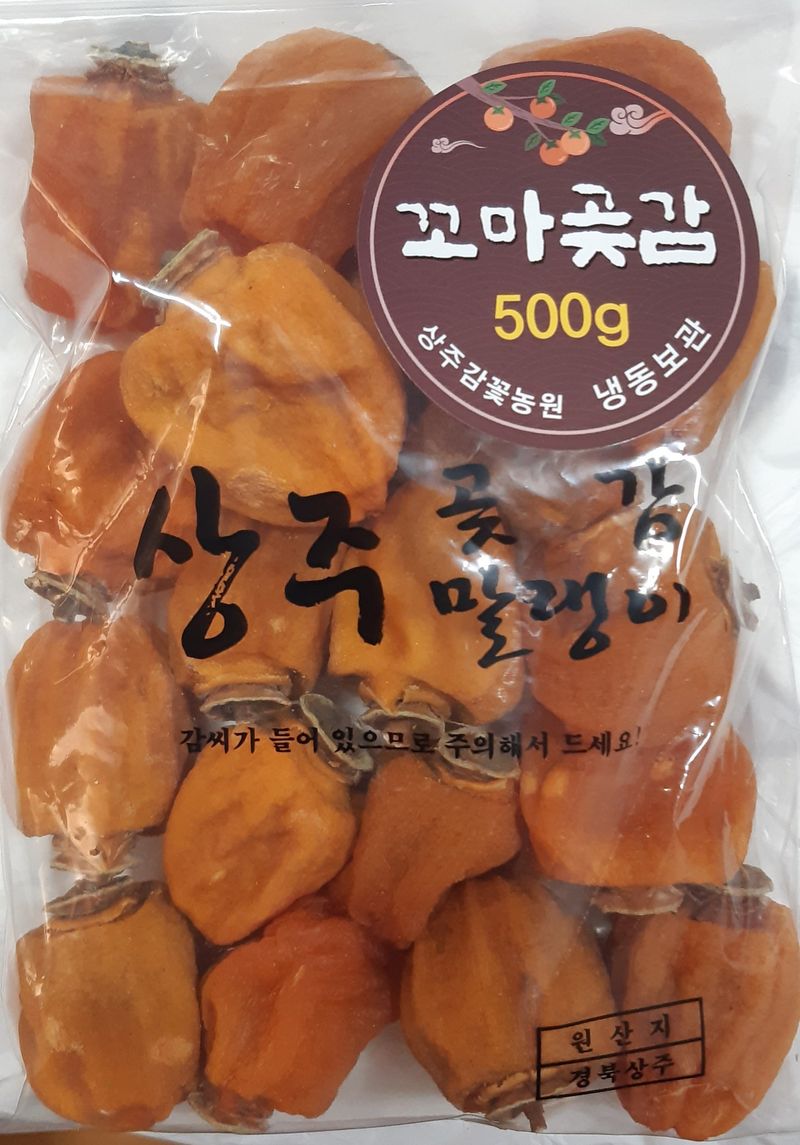 꼬마곶감
500g
상주감꽃농원 냉동보관
상주 곶감
말랭이
감씨가 들어 있으므로 주의해서 드세요!
원산지
경북상주